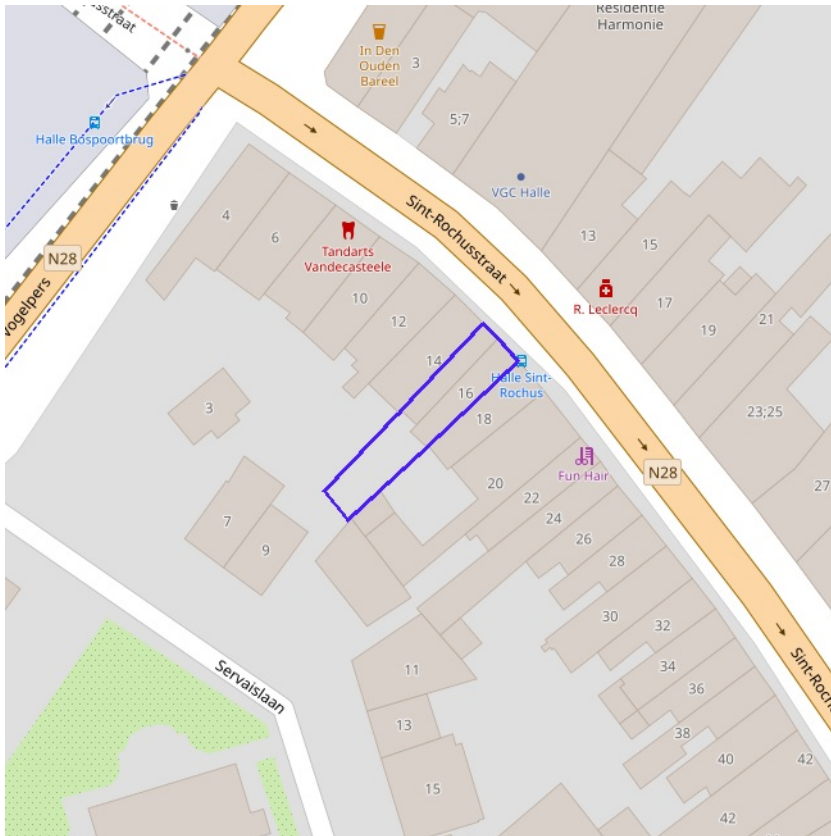 sstraat
Residentie
Harmonie
In Den
Ouden
Bareel
3
5;7
Halle Bospoortbrug
VGC Halle
Sint-Rochusstraat
4
6
13
15
Tandarts
Vandecasteele
N28
Vogelpers
10
12
R. Leclercq
17
19
21
14
16
18
Halle Sint-
Rochus
3
23;25
Fun Hair
N28
20
22
24
26
28
27
7
9
30
32
34
36
38
40
42
42
11
13
15
Servaislaan
Sint-Roch